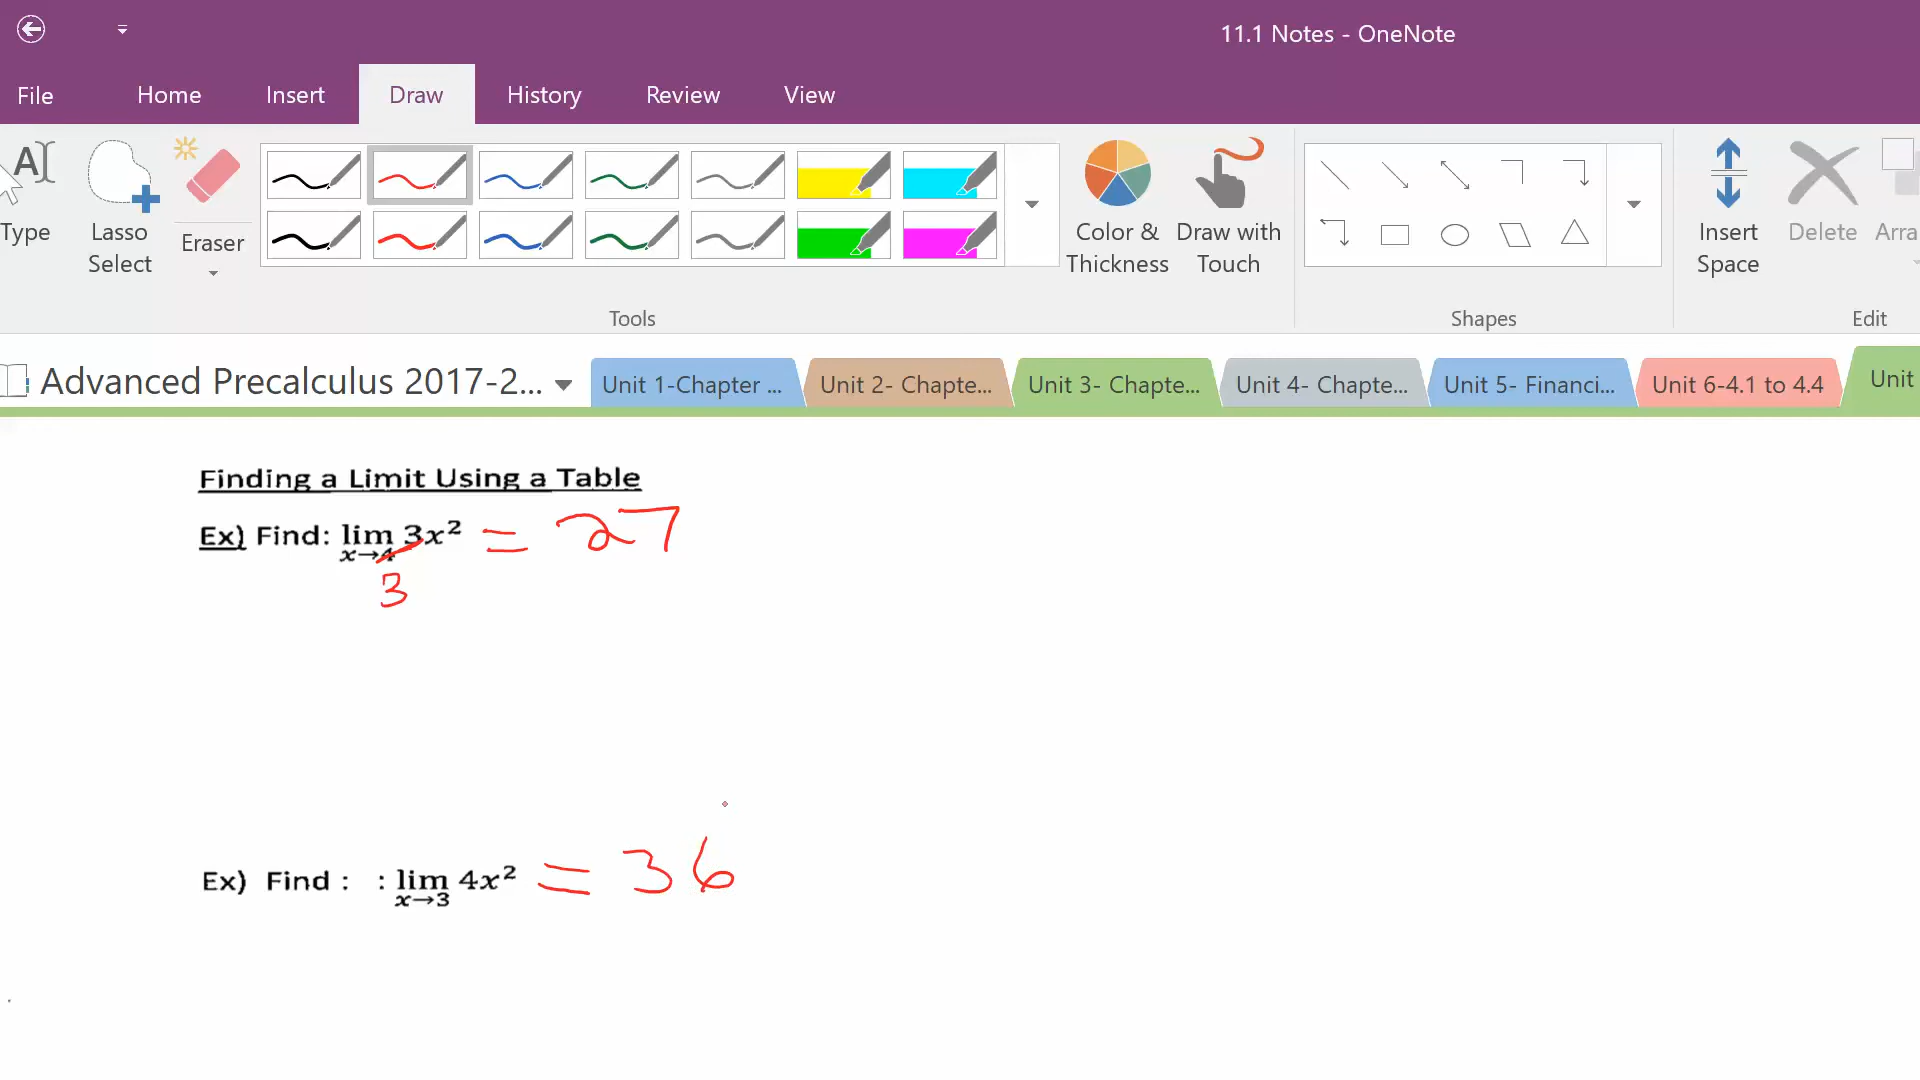 11.1 Notes - OneNote
File Home Insert Draw History Review View
Type
Lasso Select
Eraser
Color & Thickness
Draw with Touch
Insert Space
Delete
Arra
Tools Shapes Edit
Advanced Precalculus 2017-2... Unit 1-Chapter ... Unit 2- Chapte... Unit 3- Chapte... Unit 4- Chapte... Unit 5- Financi... Unit 6-4.1 to 4.4 Unit
Finding a Limit Using a Table
Ex) Find: lim 3x² = 27
x→4
3
Ex) Find : : lim 4x² = 36
x→3